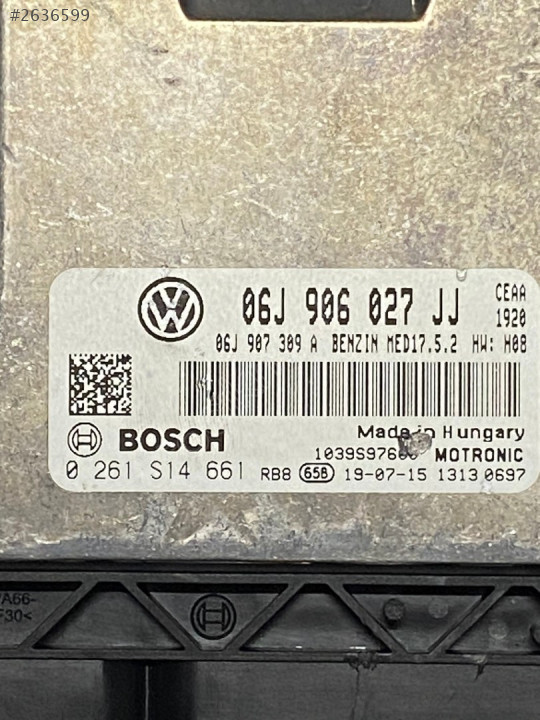 #2636599
06J 906 027 JJ
CEAA
1920
06J 907 309 A BENZIN MED17.5.2 HW: H08
BOSCH
Made in Hungary
MOTRONIC
0 261 S14 661 RB8 658 19-07-15 1313 0697